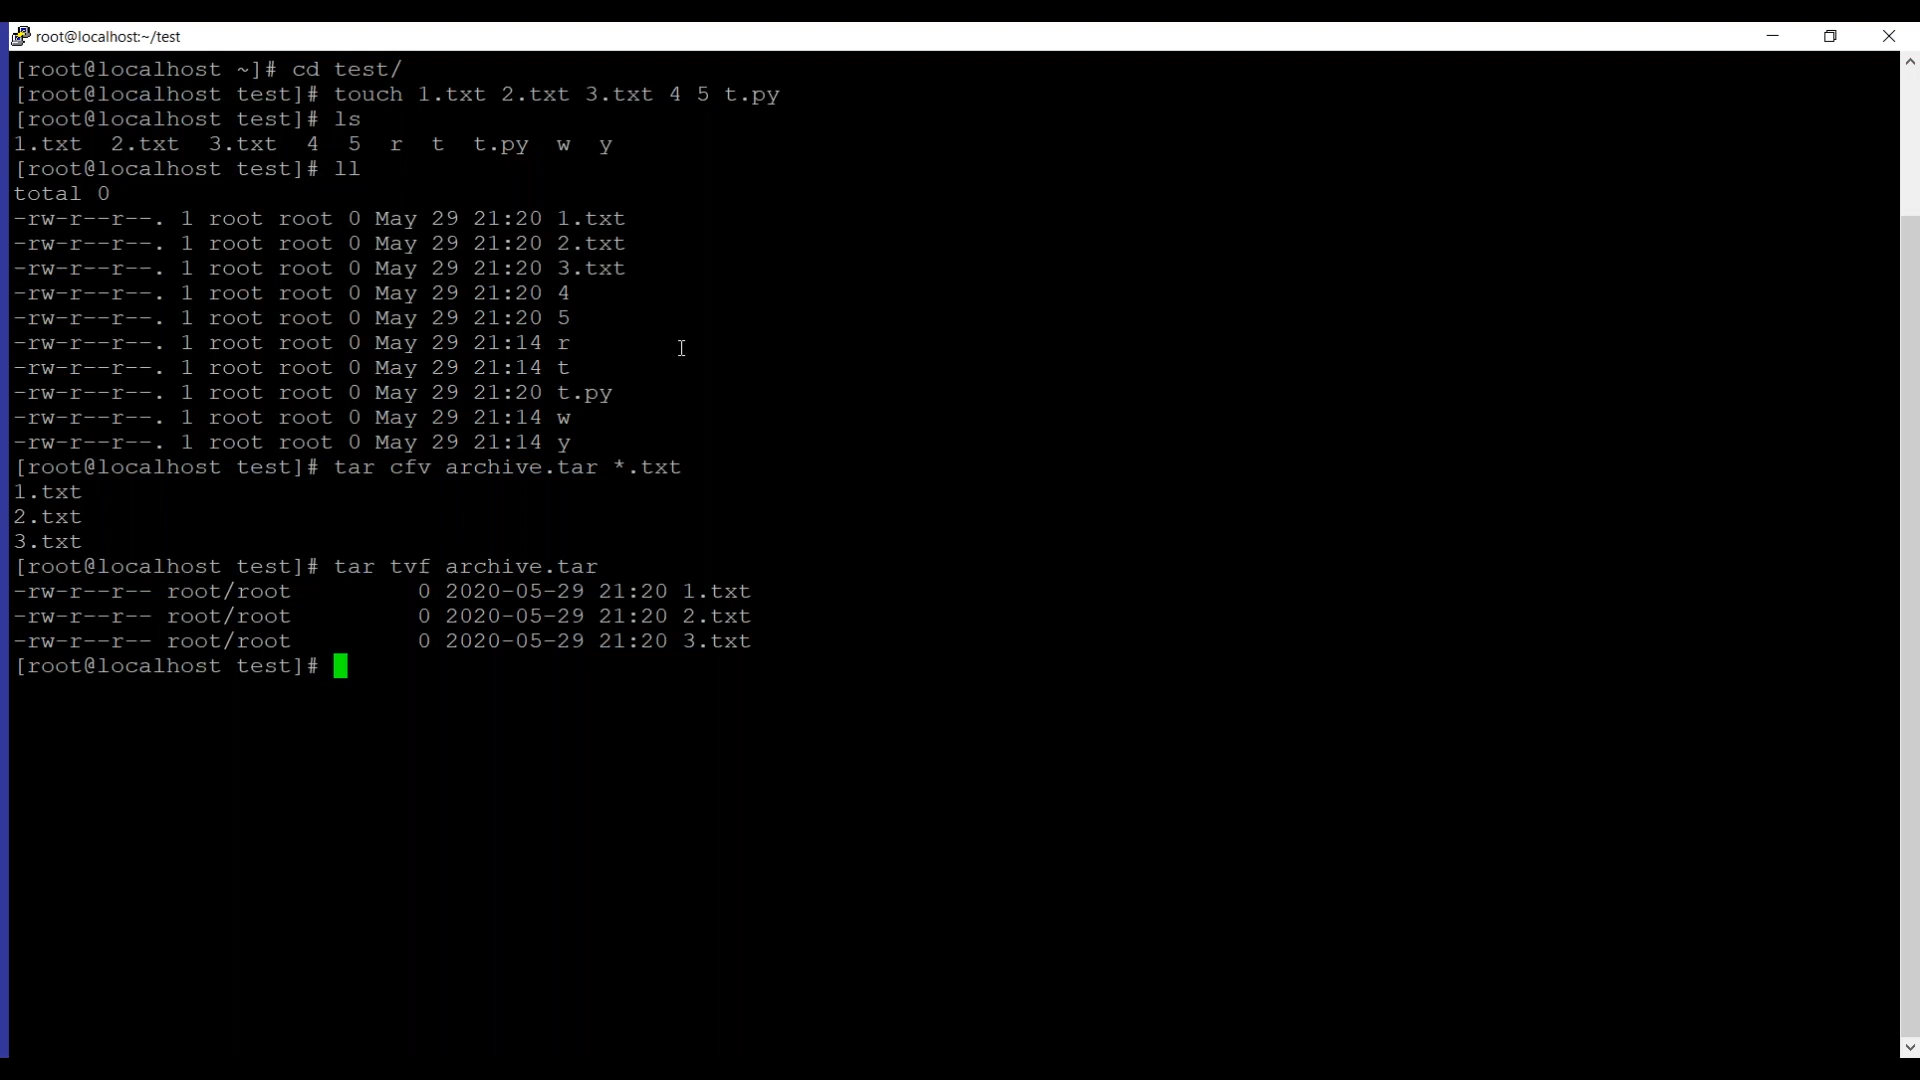 root@localhost:~/test
[root@localhost ~]# cd test/
[root@localhost test]# touch 1.txt 2.txt 3.txt 4 5 t.py
[root@localhost test]# ls
1.txt  2.txt  3.txt  4  5  r  t  t.py  w  y
[root@localhost test]# ll
total 0
-rw-r--r--. 1 root root 0 May 29 21:20 1.txt
-rw-r--r--. 1 root root 0 May 29 21:20 2.txt
-rw-r--r--. 1 root root 0 May 29 21:20 3.txt
-rw-r--r--. 1 root root 0 May 29 21:20 4
-rw-r--r--. 1 root root 0 May 29 21:20 5
-rw-r--r--. 1 root root 0 May 29 21:14 r
-rw-r--r--. 1 root root 0 May 29 21:14 t
-rw-r--r--. 1 root root 0 May 29 21:20 t.py
-rw-r--r--. 1 root root 0 May 29 21:14 w
-rw-r--r--. 1 root root 0 May 29 21:14 y
[root@localhost test]# tar cfv archive.tar *.txt
1.txt
2.txt
3.txt
[root@localhost test]# tar tvf archive.tar
-rw-r--r-- root/root         0 2020-05-29 21:20 1.txt
-rw-r--r-- root/root         0 2020-05-29 21:20 2.txt
-rw-r--r-- root/root         0 2020-05-29 21:20 3.txt
[root@localhost test]#